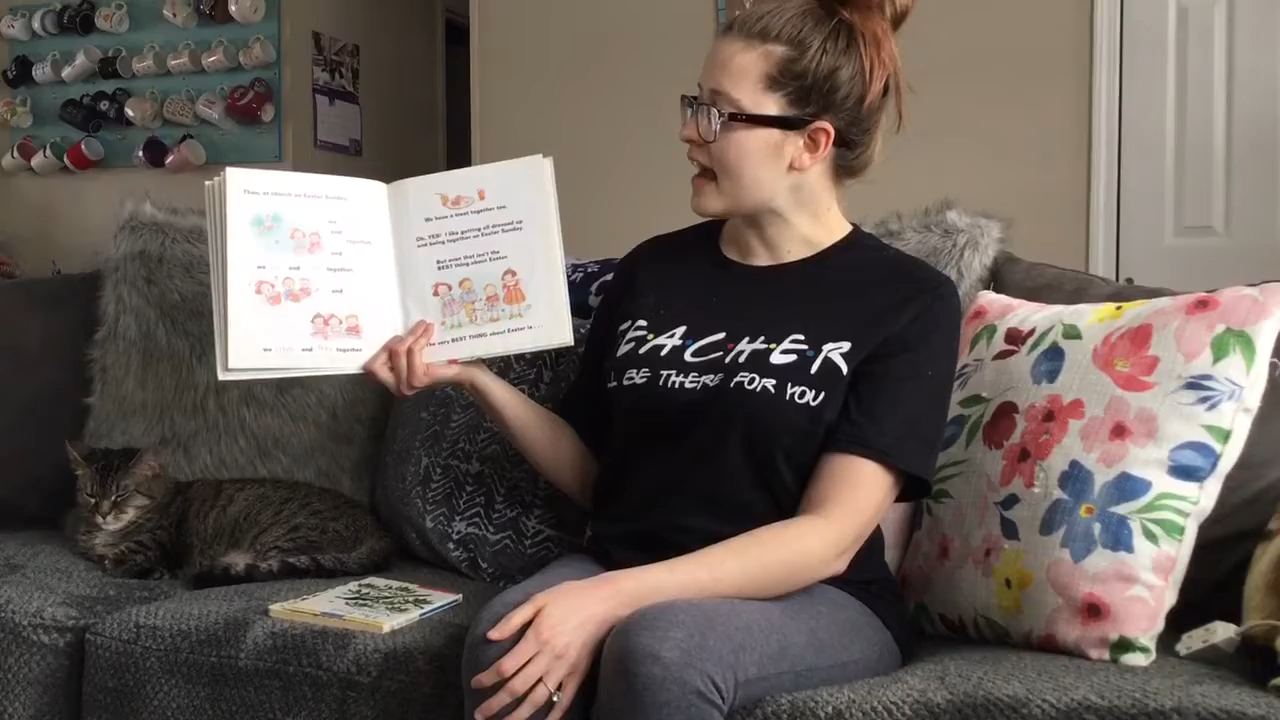 Then, at church on Easter Sunday,
we
and
together
and
we and together,
and
we and together
We have a treat together too.
Oh, YES! I like getting all dressed up
and being together on Easter Sunday.
But even that isn't the
BEST thing about Easter.
The very BEST THING about Easter is . . .
TEACHER
I'LL BE THERE FOR YOU